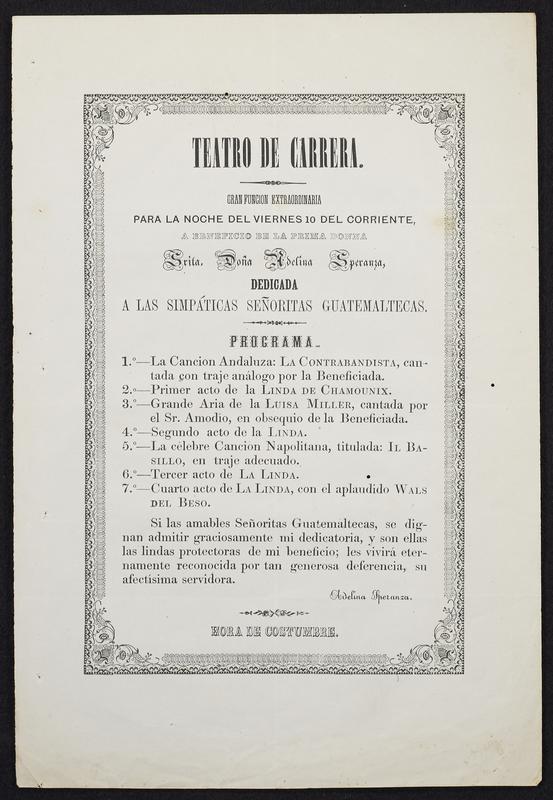 TEATRO DE CARRERA.
GRAN FUNCION EXTRAORDINARIA
PARA LA NOCHE DEL VIERNES 10 DEL CORRIENTE,
A BENEFICIO DE LA PRIMA DONNA
Srita. Doña Adelina Speranza,
DEDICADA
A LAS SIMPÁTICAS SEÑORITAS GUATEMALTECAS.
PROGRAMA.
1.º—La Cancion Andaluza: LA CONTRABANDISTA, can-
tada con traje análogo por la Beneficiada.
2.º—Primer acto de la LINDA DE CHAMOUNIX.
3.º—Grande Aria de la LUISA MILLER, cantada por
el Sr. Amodio, en obsequio de la Beneficiada.
4.º—Segundo acto de la LINDA.
5.º—La célebre Cancion Napolitana, titulada: IL BA-
SILLO, en traje adecuado.
6.º—Tercer acto de LA LINDA.
7.º—Cuarto acto de LA LINDA, con el aplaudido WALS
DEL BESO.
Si las amables Señoritas Guatemaltecas, se dig-
nan admitir graciosamente mi dedicatoria, y son ellas
las lindas protectoras de mi beneficio; les vivirá eter-
namente reconocida por tan generosa deferencia, su
afectísima servidora.
Adelina Speranza.
HORA DE COSTUMBRE.